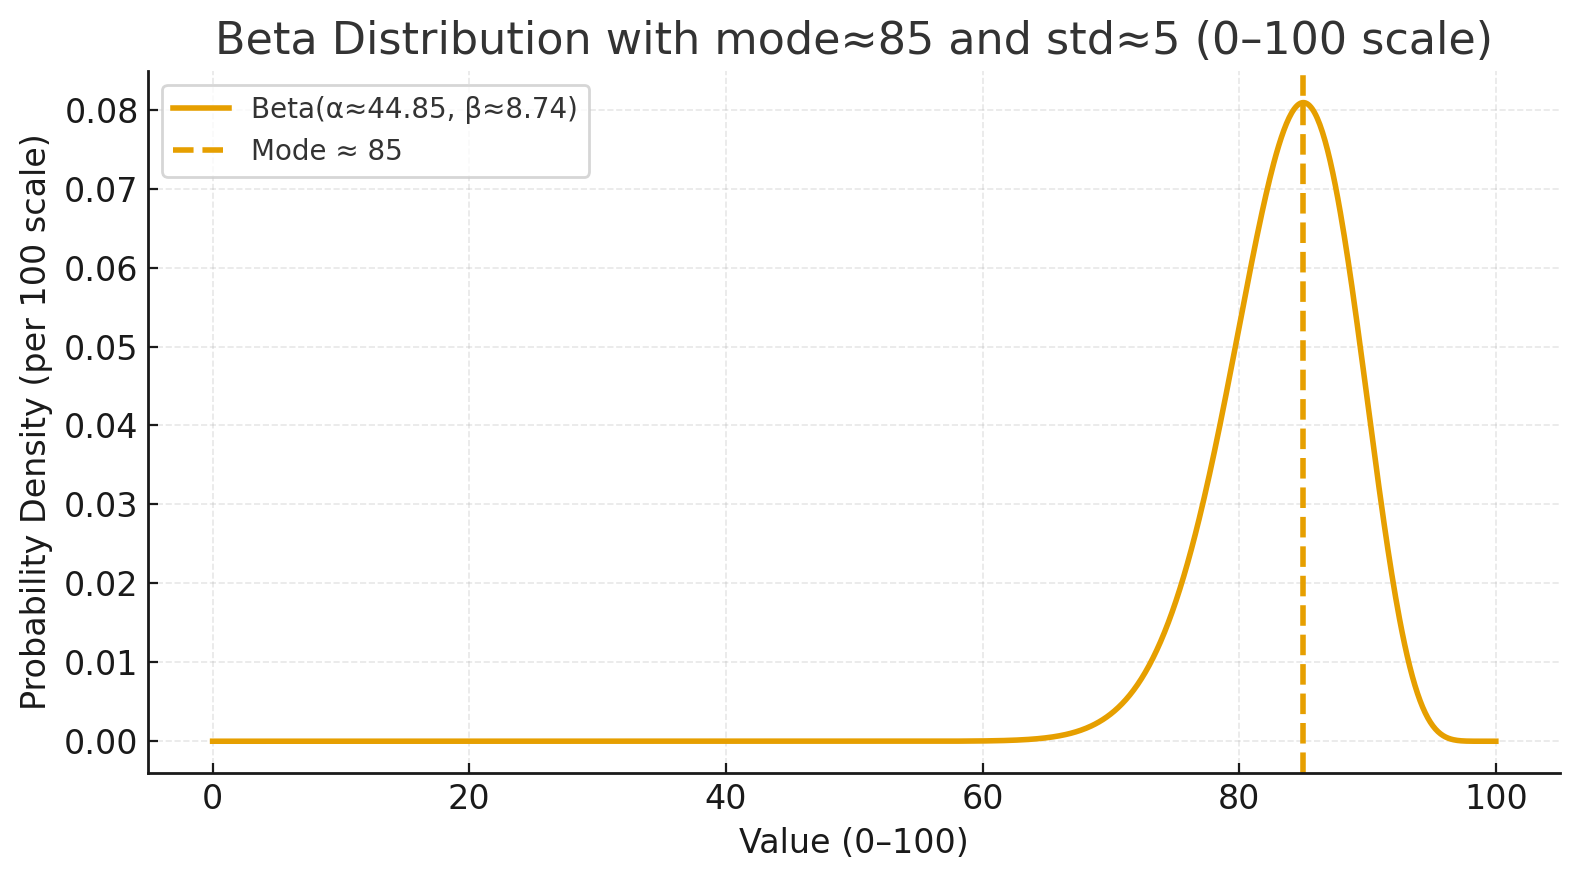 Beta Distribution with mode≈85 and std≈5 (0–100 scale)
Beta(α≈44.85, β≈8.74)
Mode ≈ 85
Probability Density (per 100 scale)
0.08
0.07
0.06
0.05
0.04
0.03
0.02
0.01
0.00
0 20 40 60 80 100
Value (0–100)